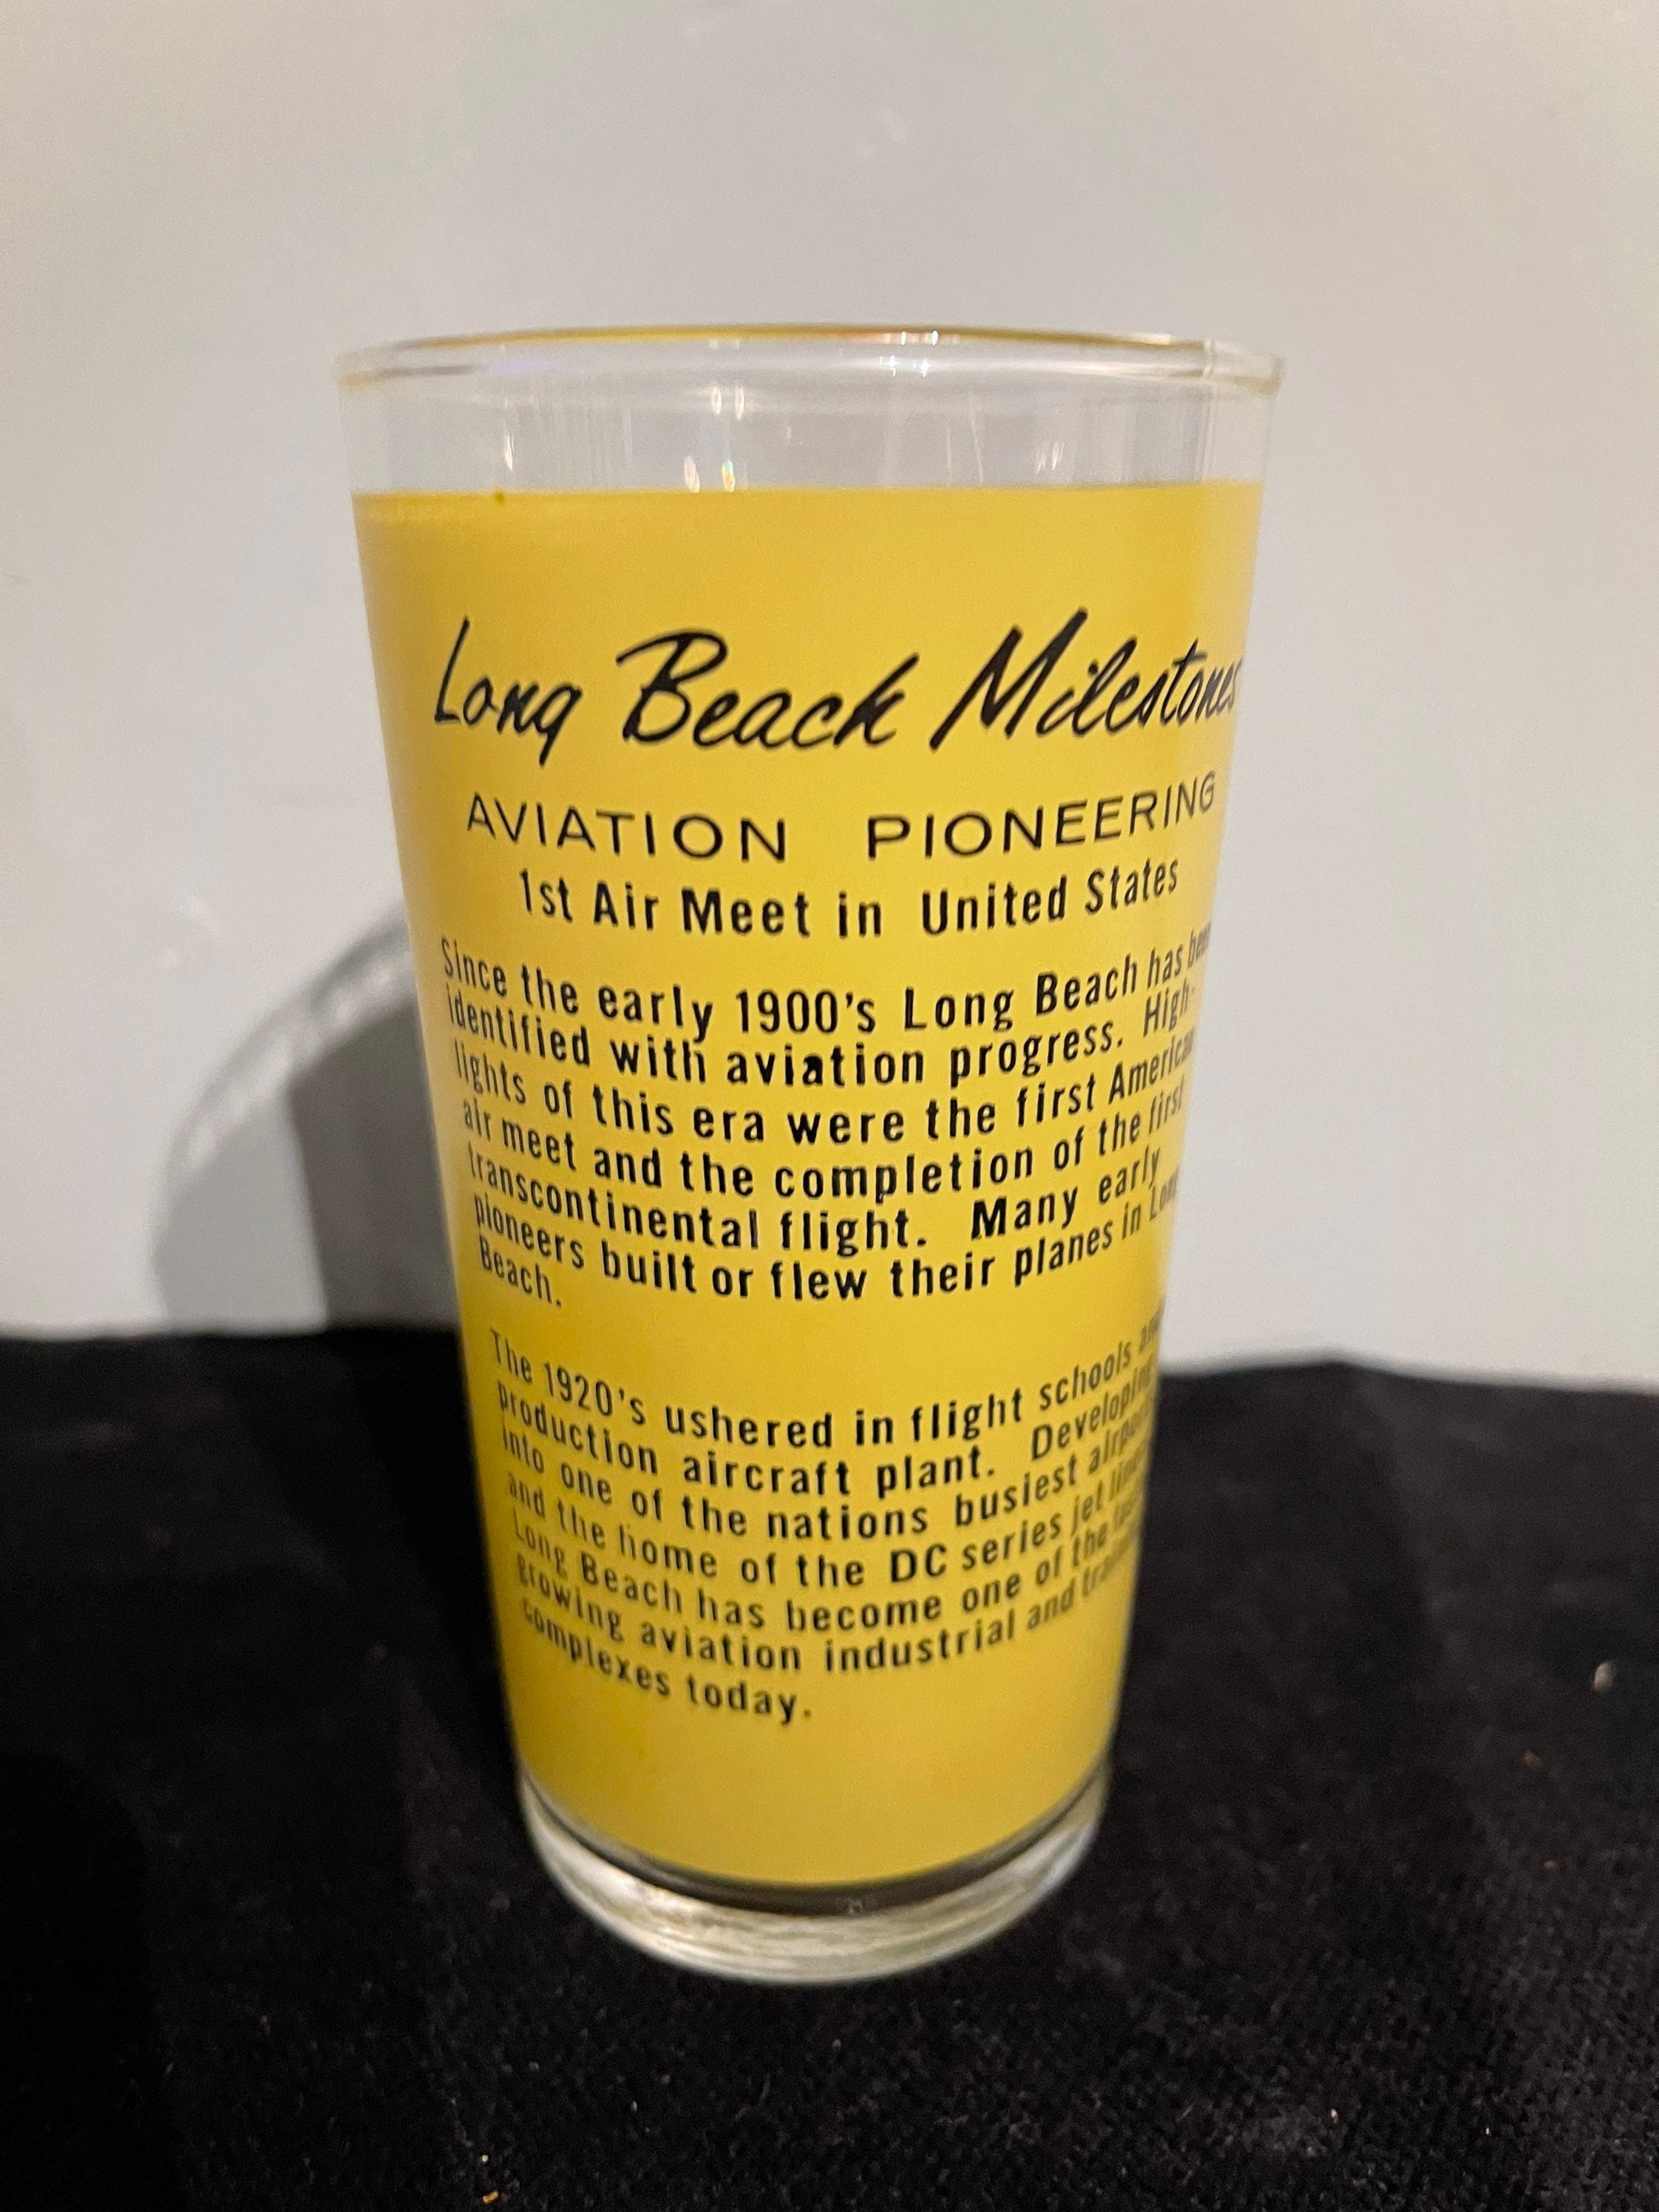 Long Beach Milestones
AVIATION PIONEERING
1st Air Meet in United States
Since the early 1900's Long Beach has been
identified with aviation progress. High-
lights of this era were the first American
air meet and the completion of the first
transcontinental flight. Many early
pioneers built or flew their planes in Long
Beach.
The 1920's ushered in flight schools and
production aircraft plant. Developing
into one of the nations busiest airports
and the home of the DC series jet
Long Beach has become one of the
growing aviation industrial and
complexes today.